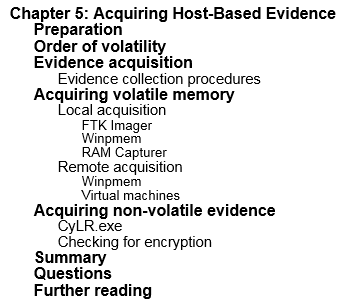 Chapter 5: Acquiring Host-Based Evidence
Preparation
Order of volatility
Evidence acquisition
Evidence collection procedures
Acquiring volatile memory
Local acquisition
FTK Imager
Winpmem
RAM Capturer
Remote acquisition
Winpmem
Virtual machines
Acquiring non-volatile evidence
CyLR.exe
Checking for encryption
Summary
Questions
Further reading